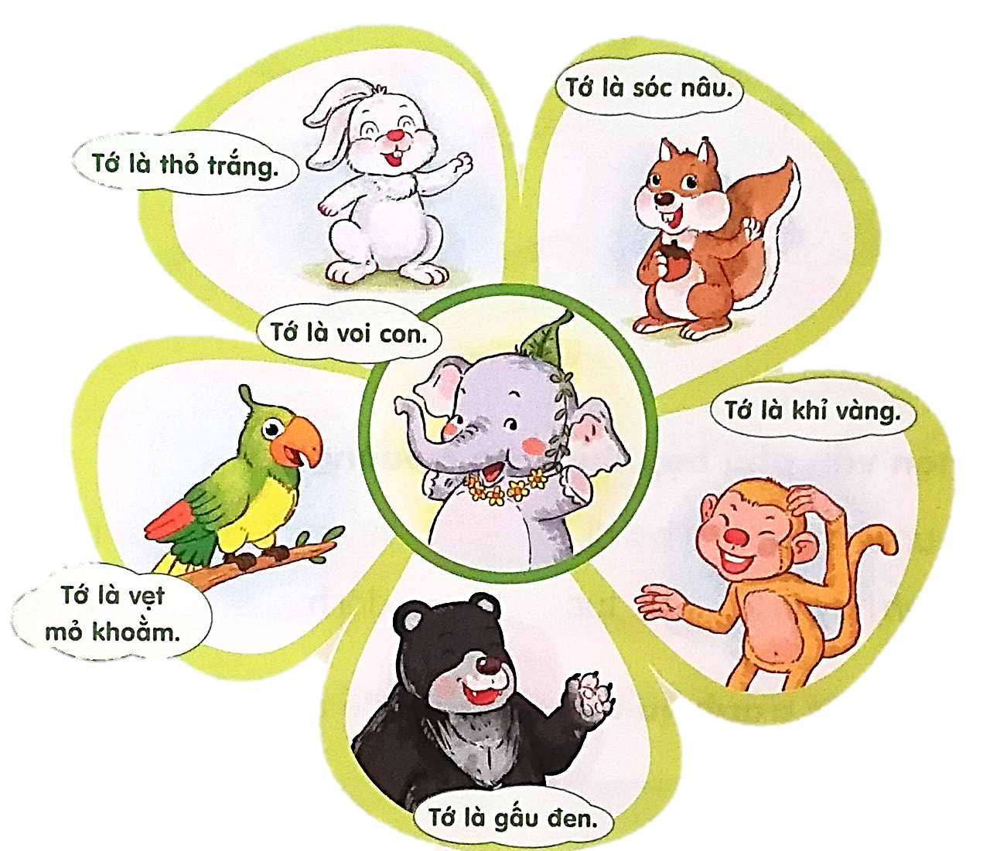 Tớ là sóc nâu.
Tớ là thỏ trắng.
Tớ là voi con.
Tớ là khỉ vàng.
Tớ là vẹt
mỏ khoằm.
Tớ là gấu đen.